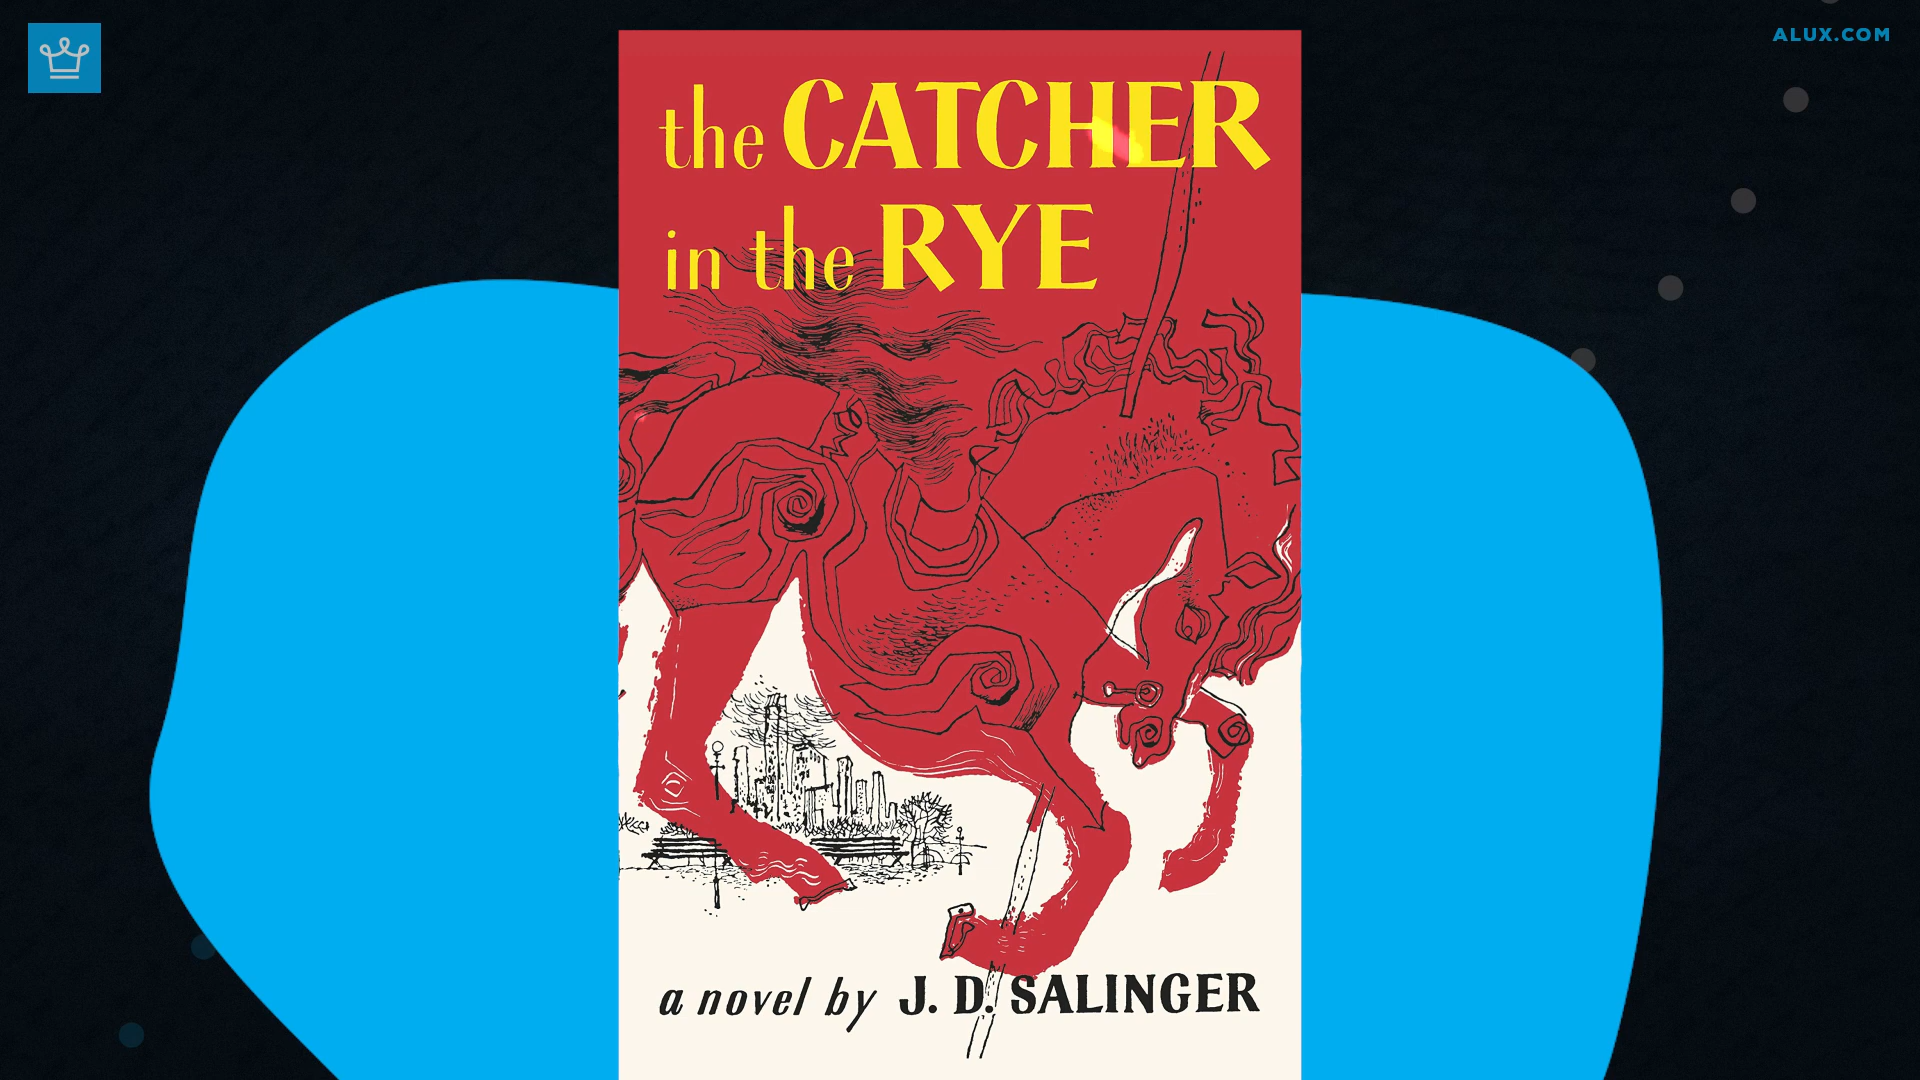 ALUX.COM
the CATCHER
in the RYE
a novel by J. D. SALINGER